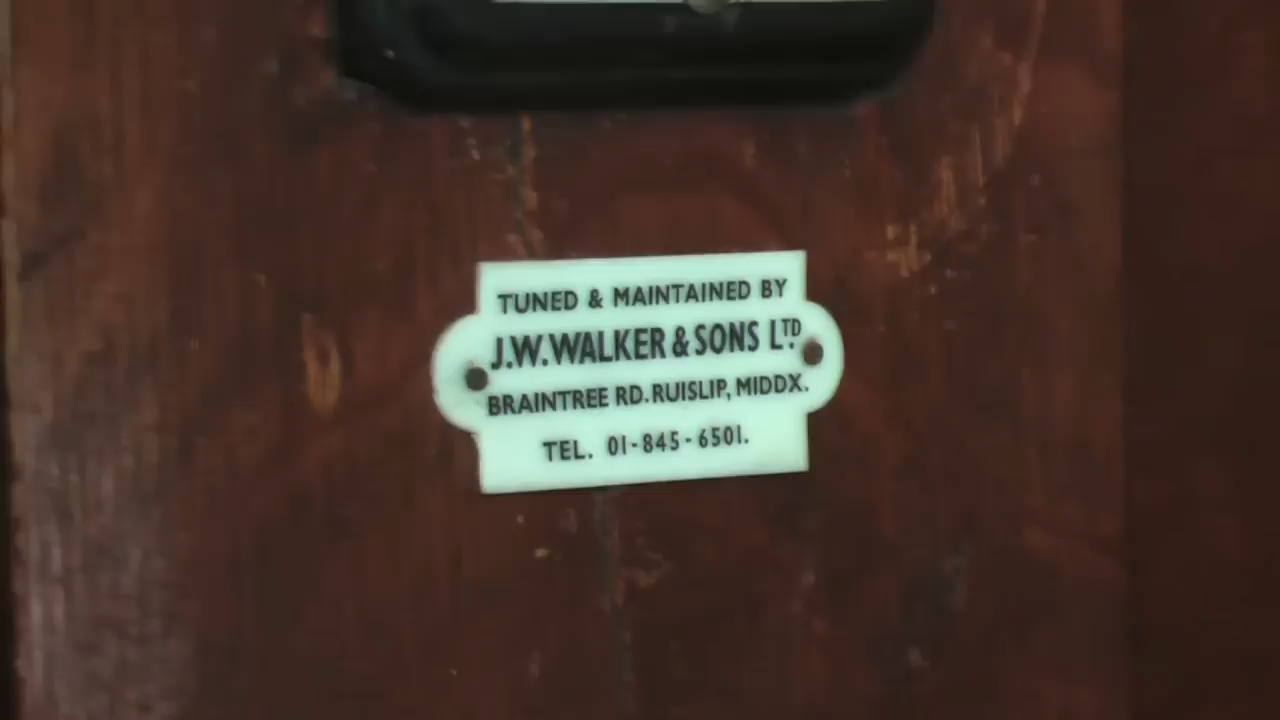 TUNED & MAINTAINED BY
J.W.WALKER & SONS LTD.
BRAINTREE RD. RUISLIP, MIDDX.
TEL. 01-845-6501.